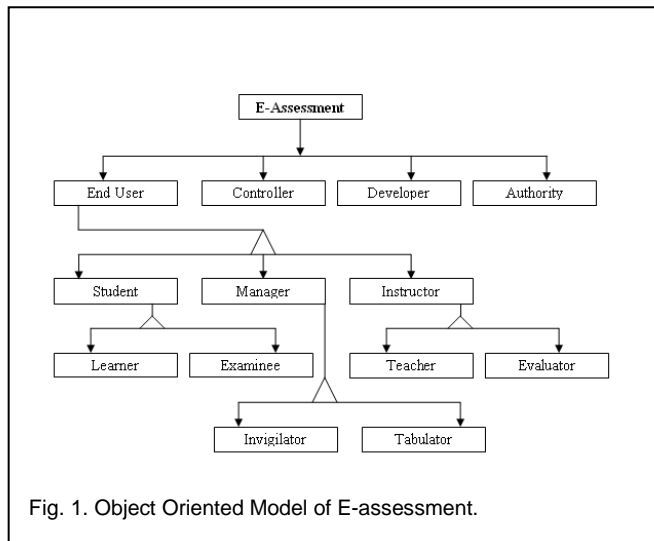 E-Assessment
End User Controller Developer Authority
Student Manager Instructor
Learner Examinee Teacher Evaluator
Invigilator Tabulator
Fig. 1. Object Oriented Model of E-assessment.